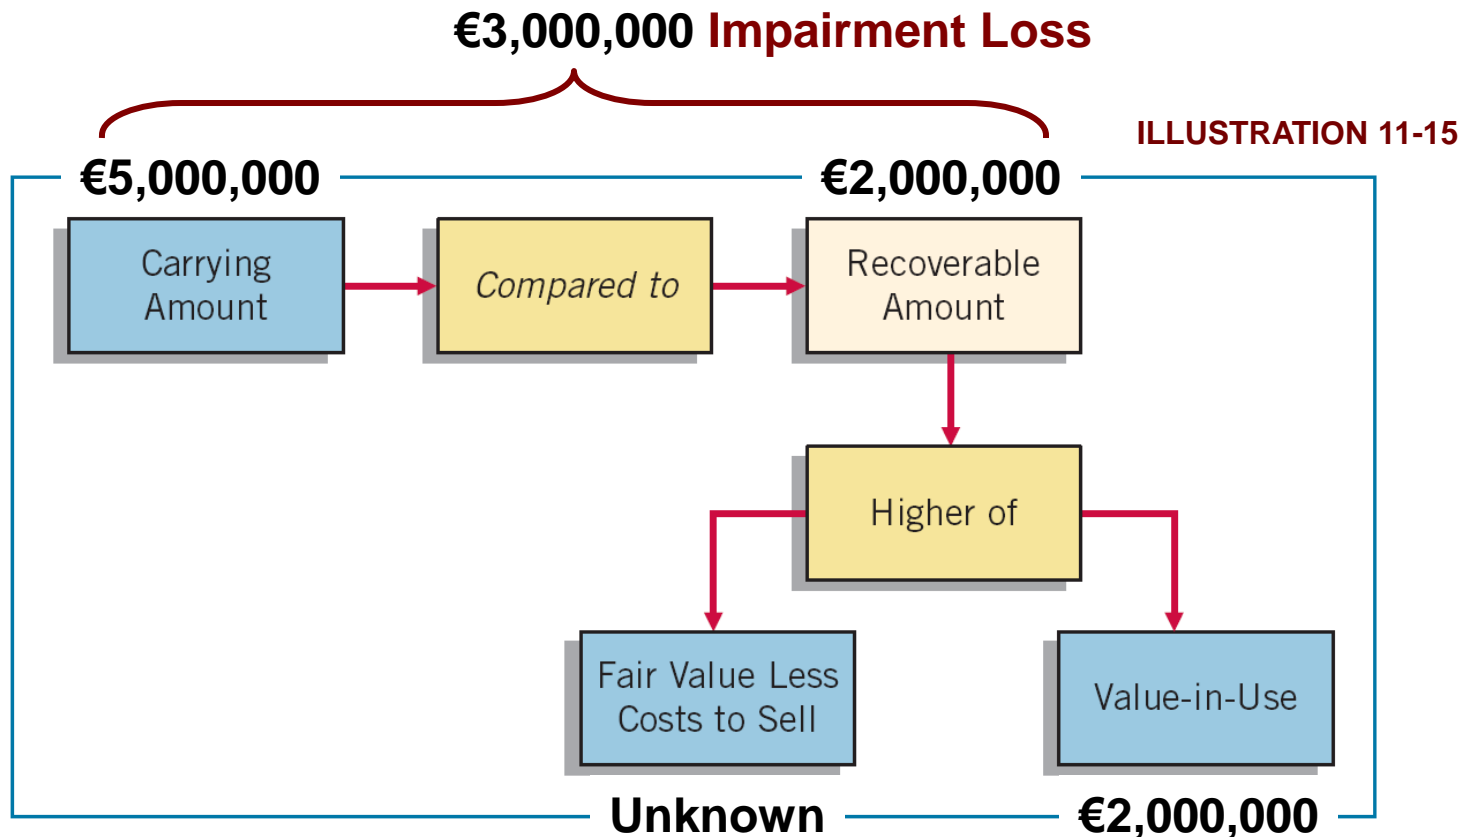 €3,000,000 Impairment Loss
ILLUSTRATION 11-15
€5,000,000
€2,000,000
Carrying
Amount
Compared to
Recoverable
Amount
Higher of
Fair Value Less
Costs to Sell
Value-in-Use
Unknown
€2,000,000